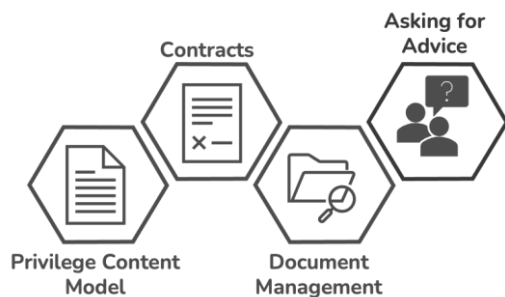 Asking for
Advice
Contracts
?
×
Privilege Content
Model
Document
Management